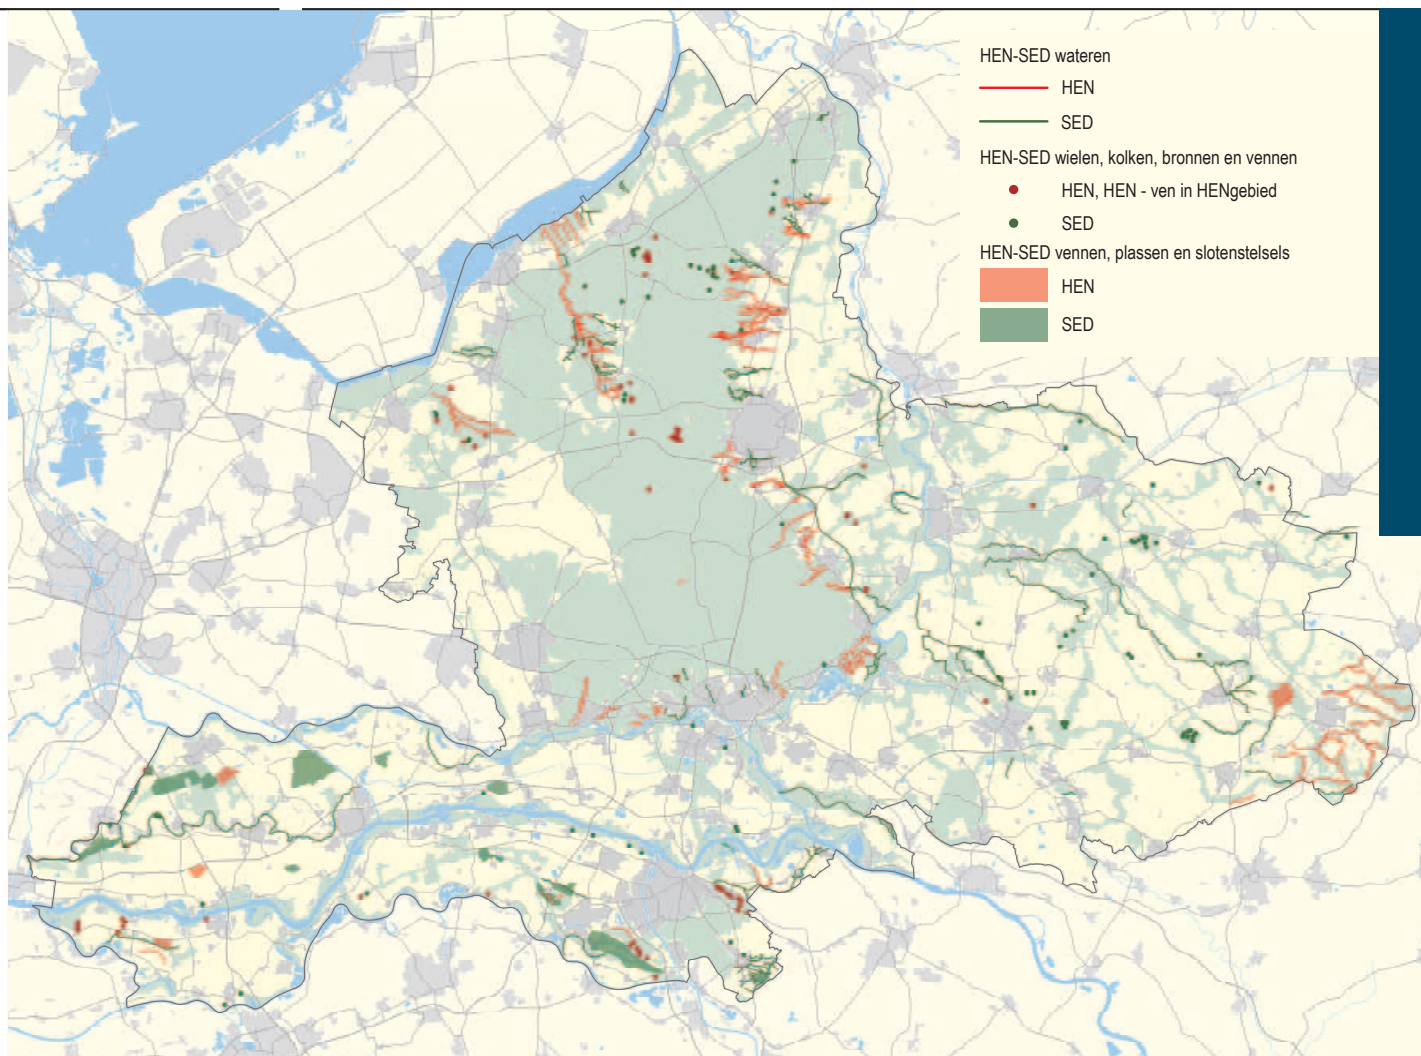 HEN-SED wateren
HEN
SED
HEN-SED wielen, kolken, bronnen en vennen
HEN, HEN - ven in HENgebied
SED
HEN-SED vennen, plassen en slotenstelsels
HEN
SED